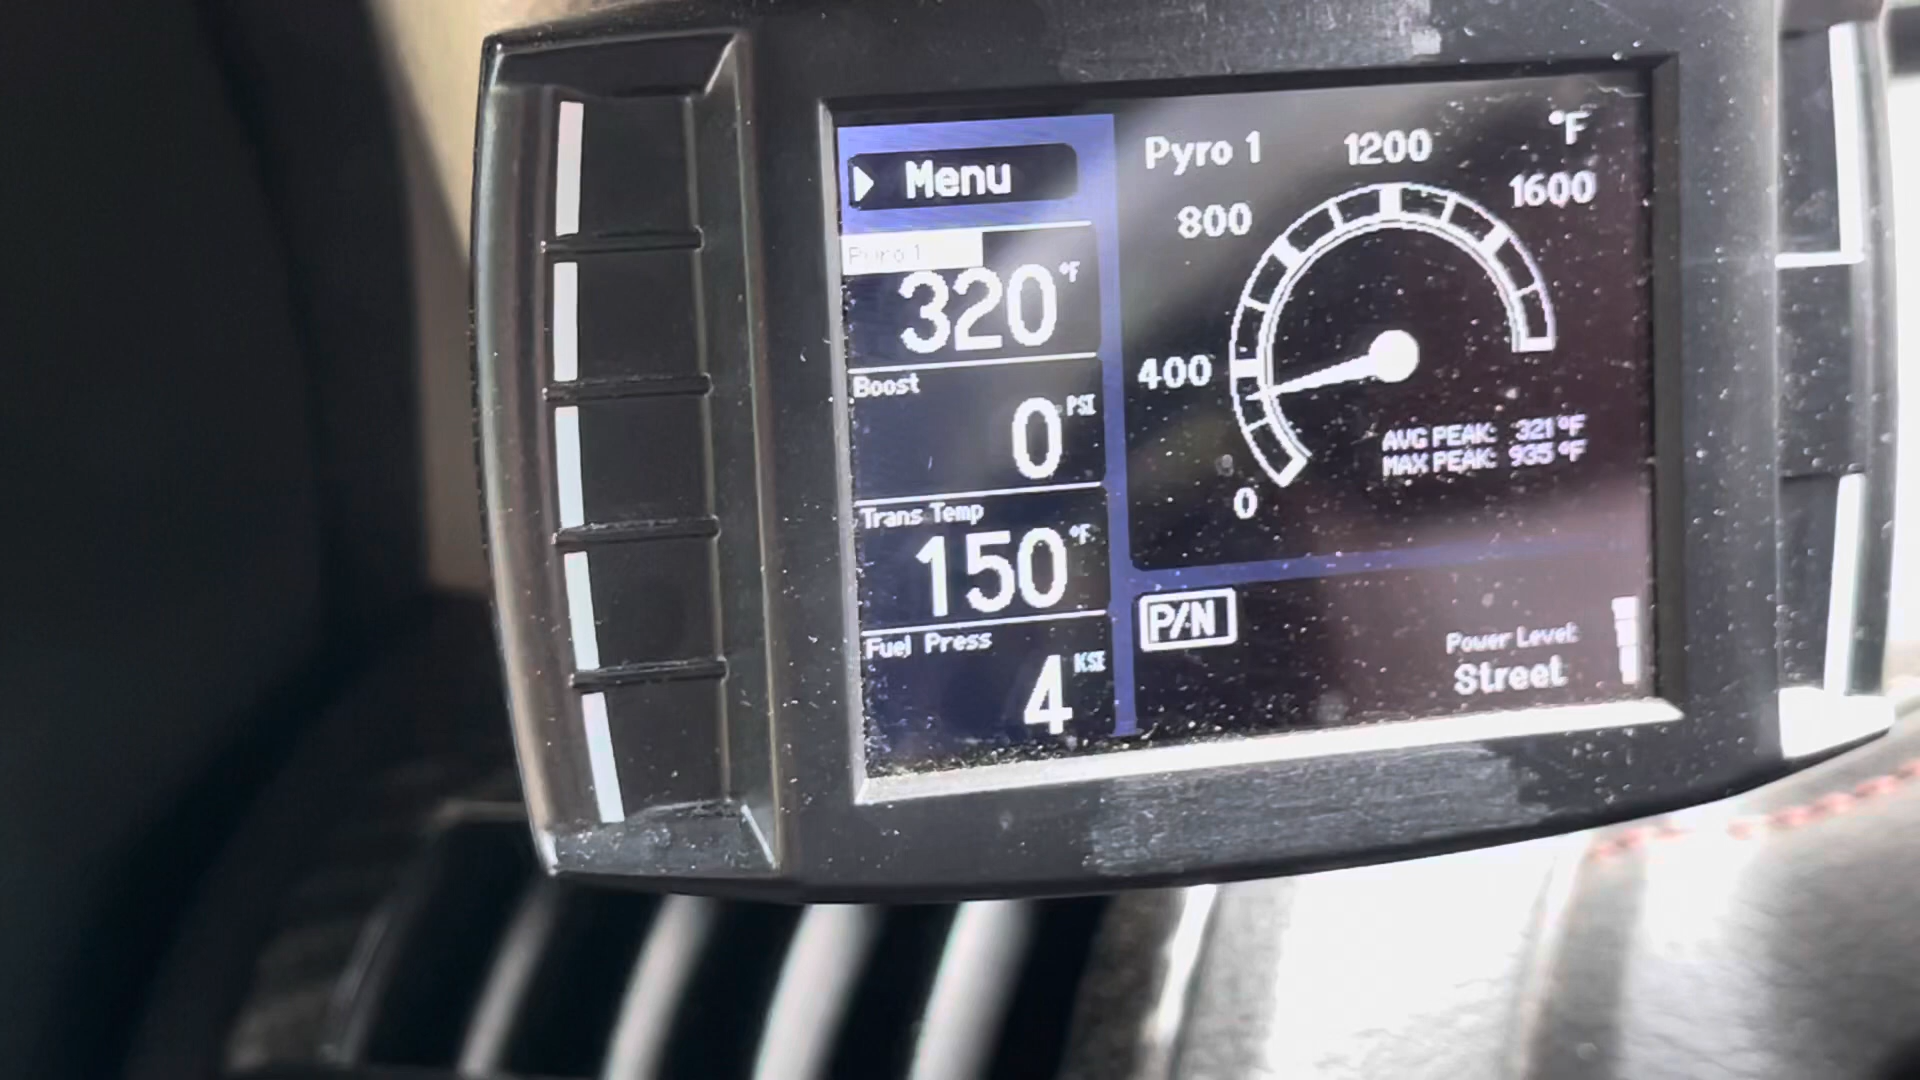 Menu
Pyro 1
320 °F
Boost
0 PSI
Trans Temp
150 °F
Fuel Press
4 KSI
Pyro 1
°F
0
400
800
1200
1600
AVG PEAK: 321 °F
MAX PEAK: 935 °F
P/N
Power Level:
Street